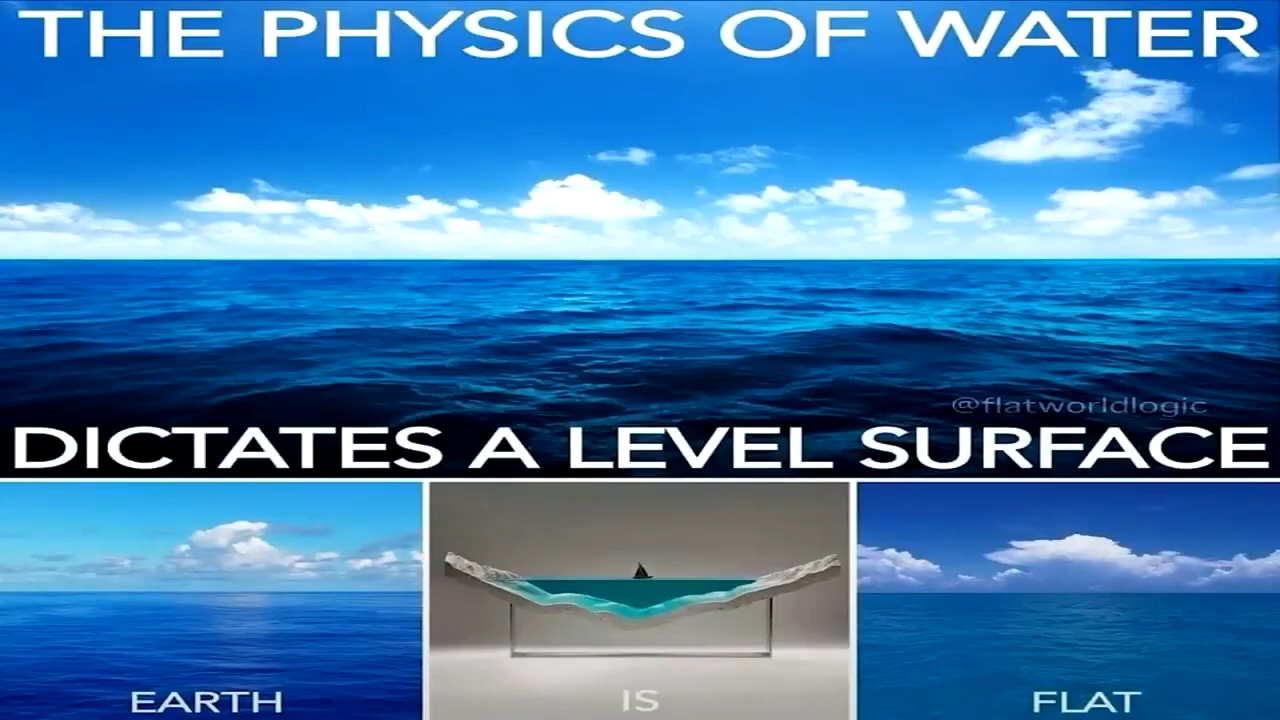 THE PHYSICS OF WATER
@flatworldlogic
DICTATES A LEVEL SURFACE
EARTH
IS
FLAT